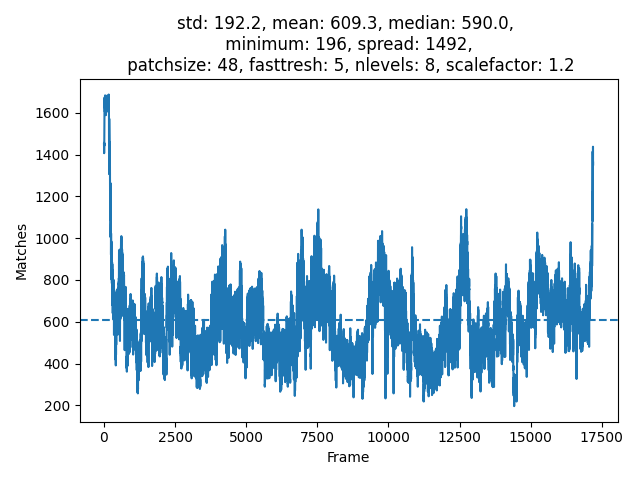 std: 192.2, mean: 609.3, median: 590.0,
minimum: 196, spread: 1492,
patchsize: 48, fasttresh: 5, nlevels: 8, scalefactor: 1.2
1600
1400
1200
1000
800
600
400
200
Matches
0 2500 5000 7500 10000 12500 15000 17500
Frame